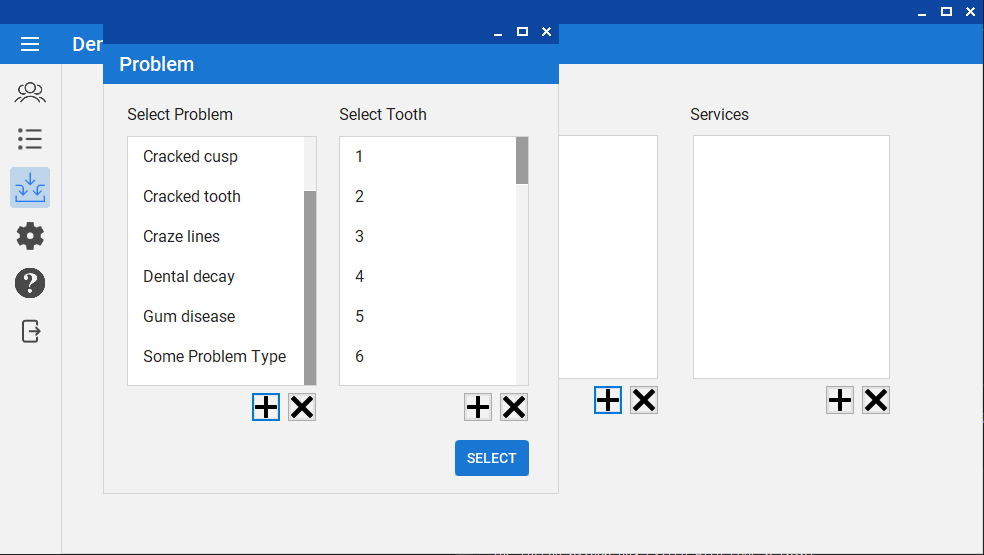 Der
Problem
Select Problem
Select Tooth
Services
Cracked cusp
1
Cracked tooth
2
Craze lines
3
Dental decay
4
Gum disease
5
Some Problem Type
6
SELECT